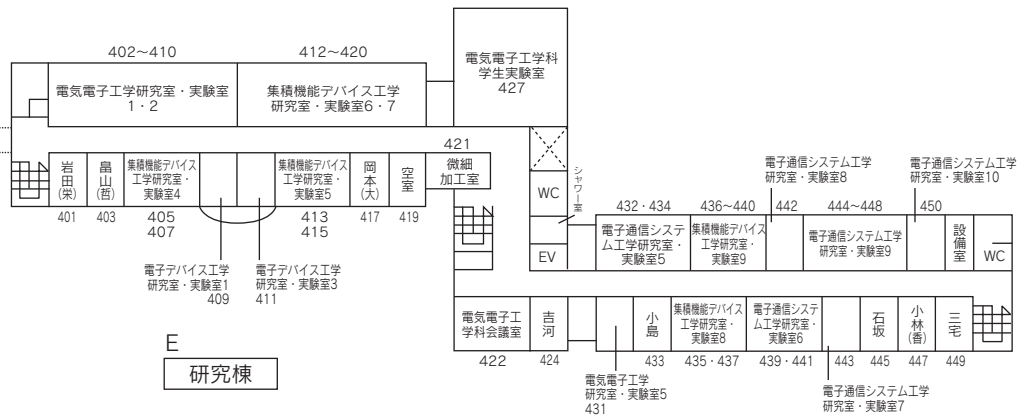 402〜410
412〜420
電気電子工学科
学生実験室
427
電気電子工学研究室・実験室
1・2
集積機能デバイス工学
研究室・実験室6・7
421
岩田(栄)
畠山(哲)
集積機能デバイス
工学研究室・
実験室4
集積機能デバイス
工学研究室・
実験室5
岡本(大)
空室
微細
加工室
401
403
405
407
413
415
417
419
電子デバイス工学
研究室・実験室1
409
電子デバイス工学
研究室・実験室3
411
シャワー室
WC
EV
電子通信システム工学
研究室・実験室8
電子通信システム工学
研究室・実験室10
432・434
436〜440
442
444〜448
450
電子通信システ
ム工学研究室・
実験室5
集積機能デバイス
工学研究室・
実験室9
電子通信システム工学
研究室・実験室9
設備室
WC
電気電子工
学科会議室
吉河
小島
集積機能デバイス
工学研究室・
実験室8
電子通信システ
ム工学研究室・
実験室6
石坂
小林(香)
三宅
422
424
433
435・437
439・441
443
445
447
449
電気電子工学
研究室・実験室5
431
電子通信システム工学
研究室・実験室7
E
研究棟